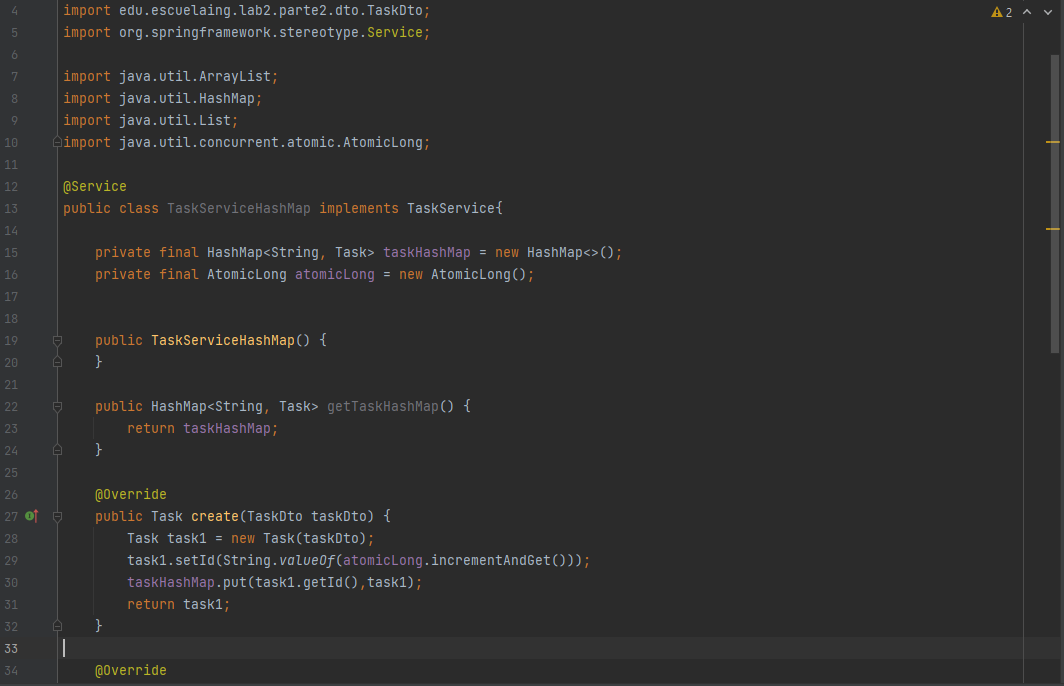 4 import edu.escuelaing.lab2.parte2.dto.TaskDto;
5 import org.springframework.stereotype.Service;
6
7 import java.util.ArrayList;
8 import java.util.HashMap;
9 import java.util.List;
10 import java.util.concurrent.atomic.AtomicLong;
11
12 @Service
13 public class TaskServiceHashMap implements TaskService{
14
15 private final HashMap<String, Task> taskHashMap = new HashMap<>();
16 private final AtomicLong atomicLong = new AtomicLong();
17
18
19 public TaskServiceHashMap() {
20 }
21
22 public HashMap<String, Task> getTaskHashMap() {
23 return taskHashMap;
24 }
25
26 @Override
27 public Task create(TaskDto taskDto) {
28 Task task1 = new Task(taskDto);
29 task1.setId(String.valueOf(atomicLong.incrementAndGet()));
30 taskHashMap.put(task1.getId(),task1);
31 return task1;
32 }
33
34 @Override
2